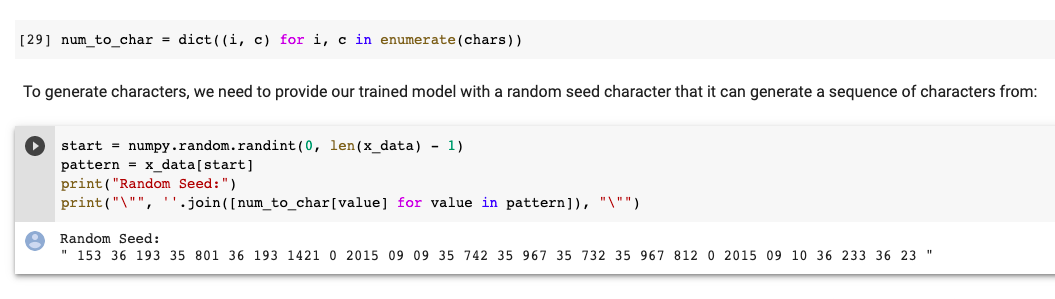 [29] num_to_char = dict((i, c) for i, c in enumerate(chars))
To generate characters, we need to provide our trained model with a random seed character that it can generate a sequence of characters from:
start = numpy.random.randint(0, len(x_data) - 1)
pattern = x_data[start]
print("Random Seed:")
print("\"", ''.join([num_to_char[value] for value in pattern]), "\"")
Random Seed:
" 153 36 193 35 801 36 193 1421 0 2015 09 09 35 742 35 967 35 732 35 967 812 0 2015 09 10 36 233 36 23 "